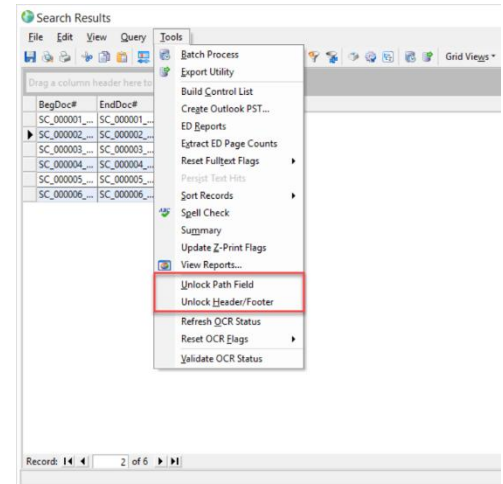 Search Results
File Edit View Query Tools
Grid Views
Drag a column header here to
BegDoc# EndDoc#
SC_000001_... SC_000001_...
SC_000002_... SC_000002_...
SC_000003_... SC_000003_...
SC_000004_... SC_000004_...
SC_000005_... SC_000005_...
SC_000006_... SC_000006_...
Batch Process
Export Utility
Build Control List
Create Outlook PST...
ED Reports
Extract ED Page Counts
Reset Fulltext Flags
Persist Text Hits
Sort Records
ABC Spell Check
Summary
Update Z-Print Flags
View Reports...
Unlock Path Field
Unlock Header/Footer
Refresh OCR Status
Reset OCR Flags
Validate OCR Status
Record: 2 of 6